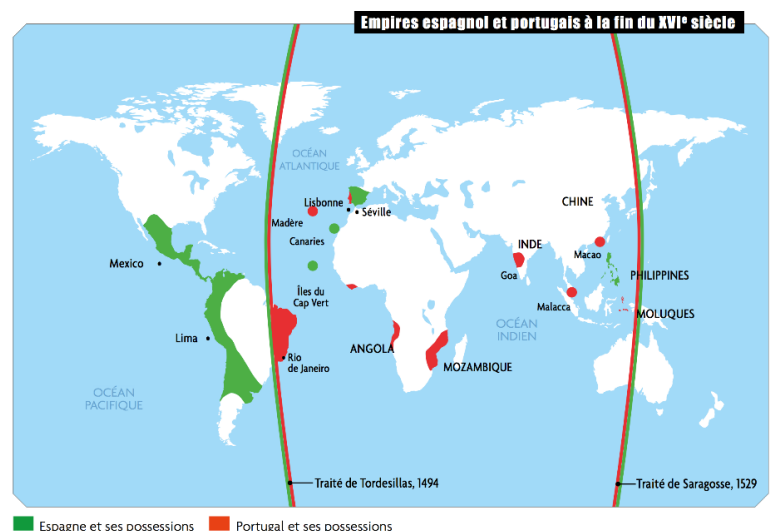 Empires espagnol et portugais à la fin du XVIe siècle
OCÉAN
ATLANTIQUE
Lisbonne
Séville
Madère
Canaries
Îles du
Cap Vert
CHINE
INDE
Goa
Macao
PHILIPPINES
Malacca
MOLUQUES
Mexico
Lima
Rio
de Janeiro
ANGOLA
MOZAMBIQUE
OCÉAN
INDIEN
OCÉAN
PACIFIQUE
Traité de Tordesillas, 1494
Traité de Saragosse, 1529
Espagne et ses possessions
Portugal et ses possessions